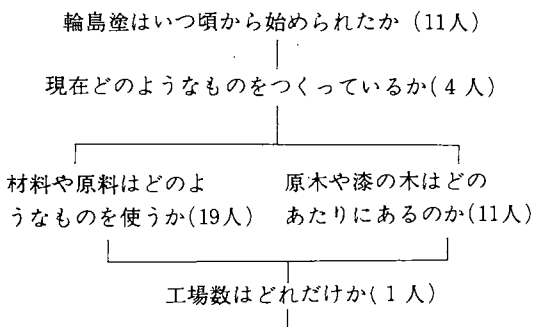 輪島塗はいつ頃から始められたか (11人)
現在どのようなものをつくっているか(4人)
材料や原料はどのよ
うなものを使うか(19人)
原木や漆の木はどの
あたりにあるのか(11人)
工場数はどれだけか(1人)